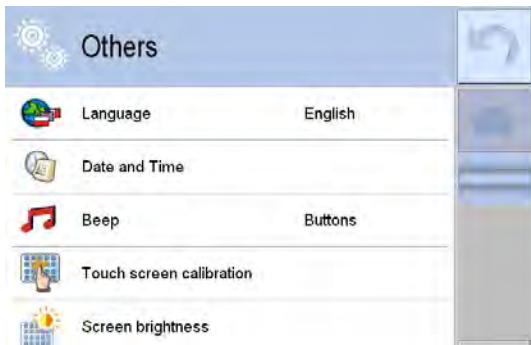 Others
Language English
Date and Time
Beep Buttons
Touch screen calibration
Screen brightness